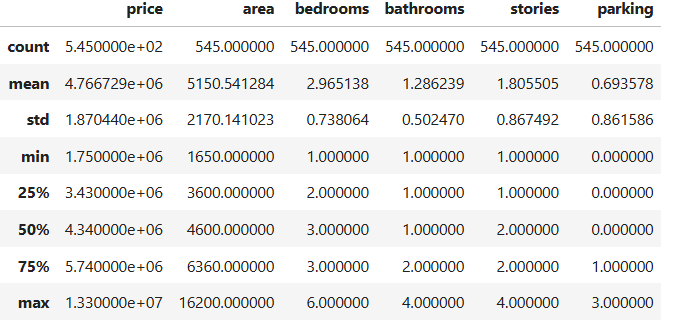 price area bedrooms bathrooms stories parking
count 5.450000e+02 545.000000 545.000000 545.000000 545.000000 545.000000
mean 4.766729e+06 5150.541284 2.965138 1.286239 1.805505 0.693578
std 1.870440e+06 2170.141023 0.738064 0.502470 0.867492 0.861586
min 1.750000e+06 1650.000000 1.000000 1.000000 1.000000 0.000000
25% 3.430000e+06 3600.000000 2.000000 1.000000 1.000000 0.000000
50% 4.340000e+06 4600.000000 3.000000 1.000000 2.000000 0.000000
75% 5.740000e+06 6360.000000 3.000000 2.000000 2.000000 1.000000
max 1.330000e+07 16200.000000 6.000000 4.000000 4.000000 3.000000